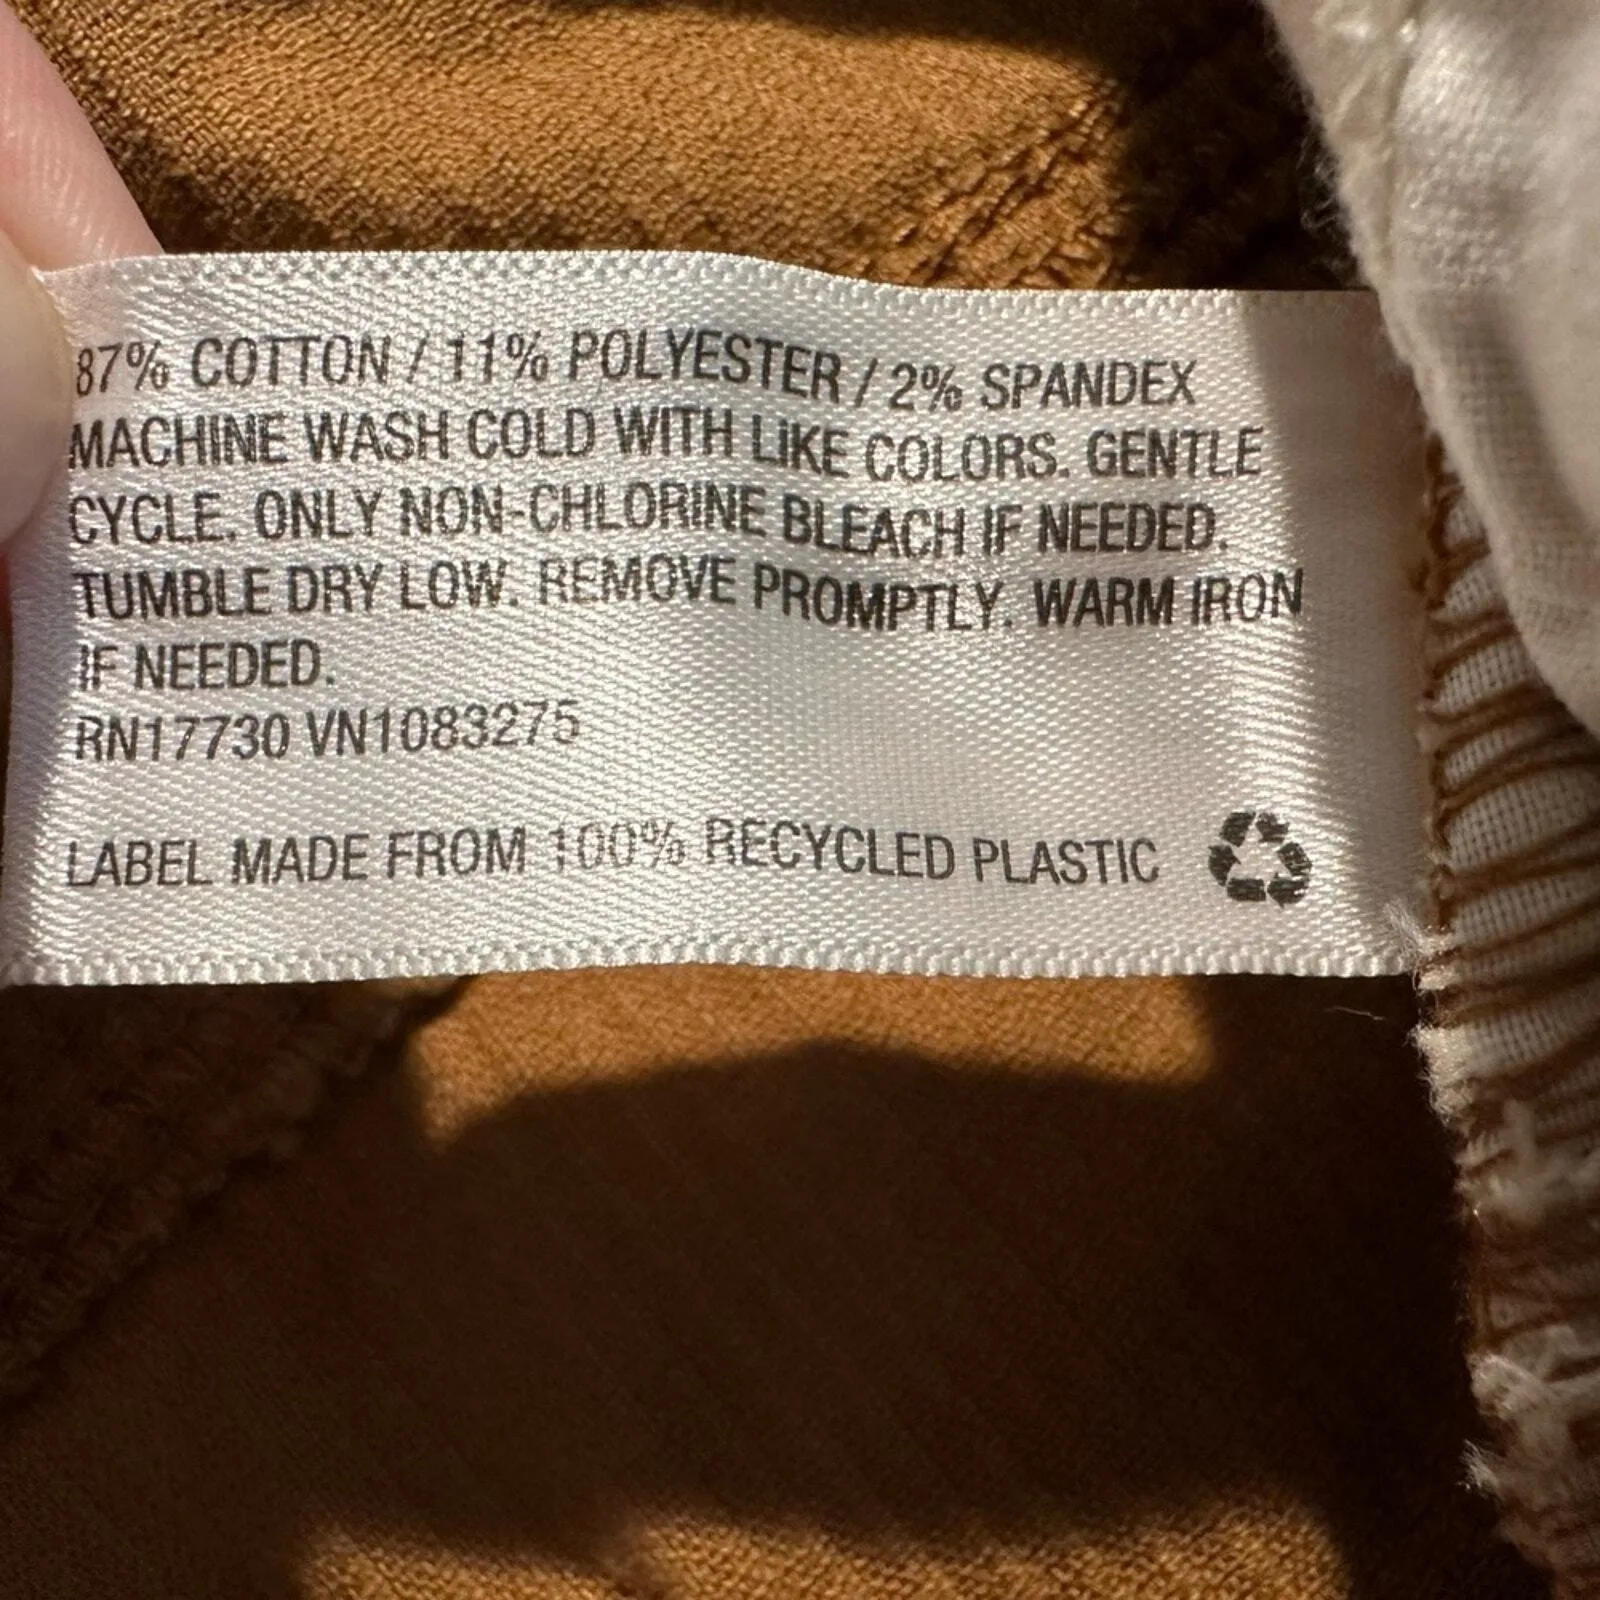 87% COTTON / 11% POLYESTER / 2% SPANDEX
MACHINE WASH COLD WITH LIKE COLORS. GENTLE
CYCLE. ONLY NON-CHLORINE BLEACH IF NEEDED.
TUMBLE DRY LOW. REMOVE PROMPTLY. WARM IRON
IF NEEDED.
RN17730 VN1083275
LABEL MADE FROM 100% RECYCLED PLASTIC